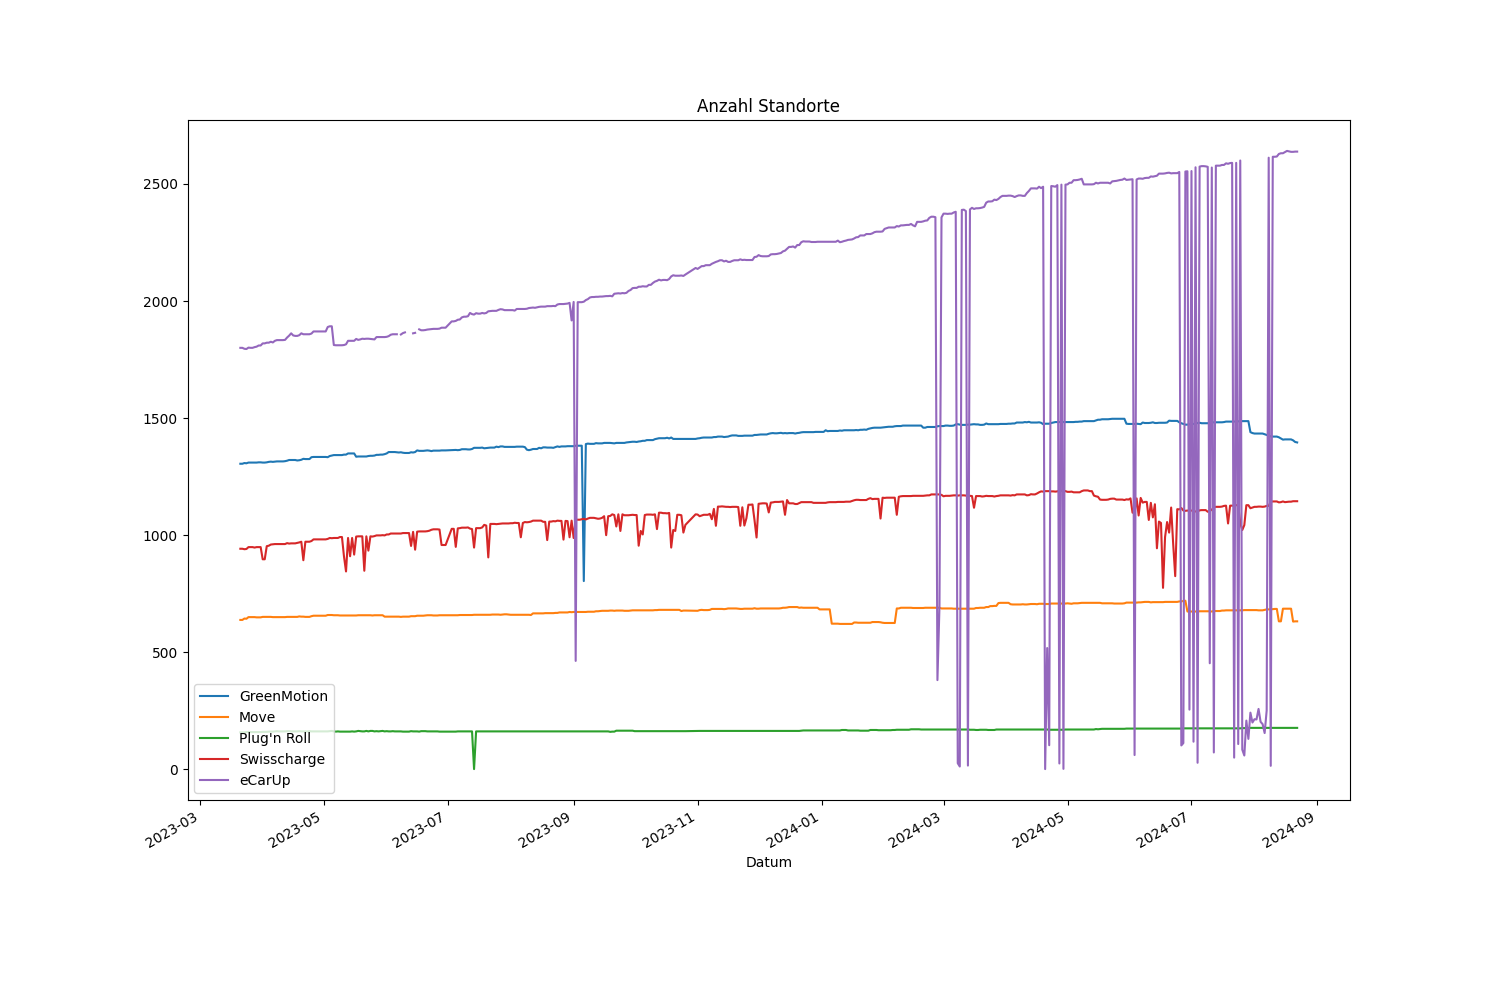 Anzahl Standorte
2500
2000
1500
1000
500
0
GreenMotion
Move
Plug'n Roll
Swisscharge
eCarUp
2023-03
2023-05
2023-07
2023-09
2023-11
2024-01
2024-03
2024-05
2024-07
2024-09
Datum